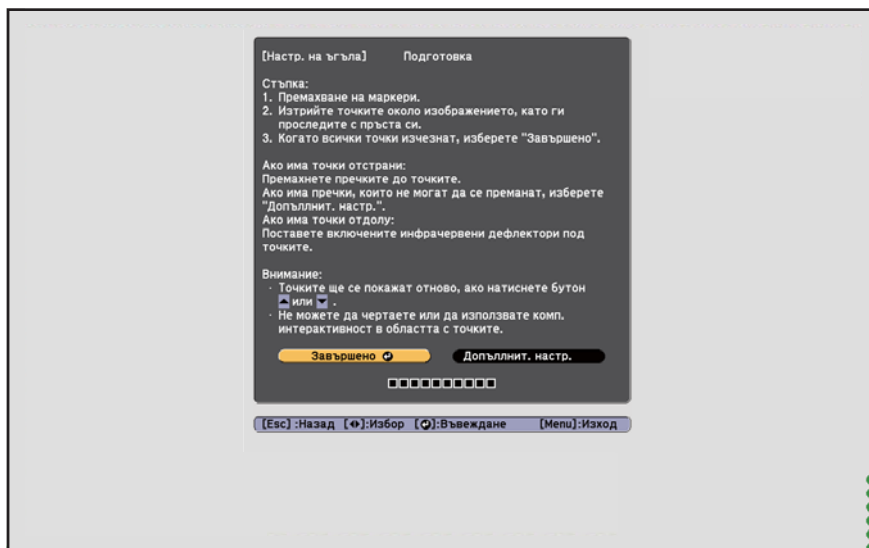 [Настр. на ъгъла] Подготовка
Стъпка:
1. Премахване на маркери.
2. Изтрийте точките около изображението, като ги
проследите с пръста си.
3. Когато всички точки изчезнат, изберете "Завършено".
Ако има точки отстрани:
Премахнете пречките до точките.
Ако има пречки, които не могат да се преманат, изберете
"Допъллнит. настр.".
Ако има точки отдолу:
Поставете включените инфрачервени дефлектори под
точките.
Внимание:
· Точките ще се покажат отново, ако натиснете бутон
или .
· Не можете да чертаете или да използвате комп.
интерактивност в областта с точките.
Завършено Допъллнит. настр.
[Esc] :Назад [ ]:Избор [ ]:Въвеждане [Menu]:Изход